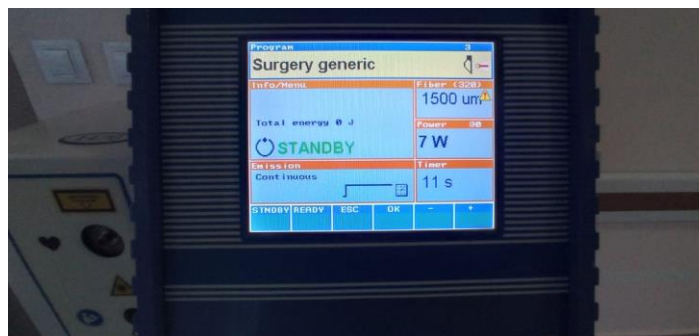 Program 3
Surgery generic
Info/Menu
Fiber (320)
1500 um
Total energy 0 J
STANDBY
Power
7 W
Emission
Continuous
Timer
11 s
STNDBY READY ESC OK - +